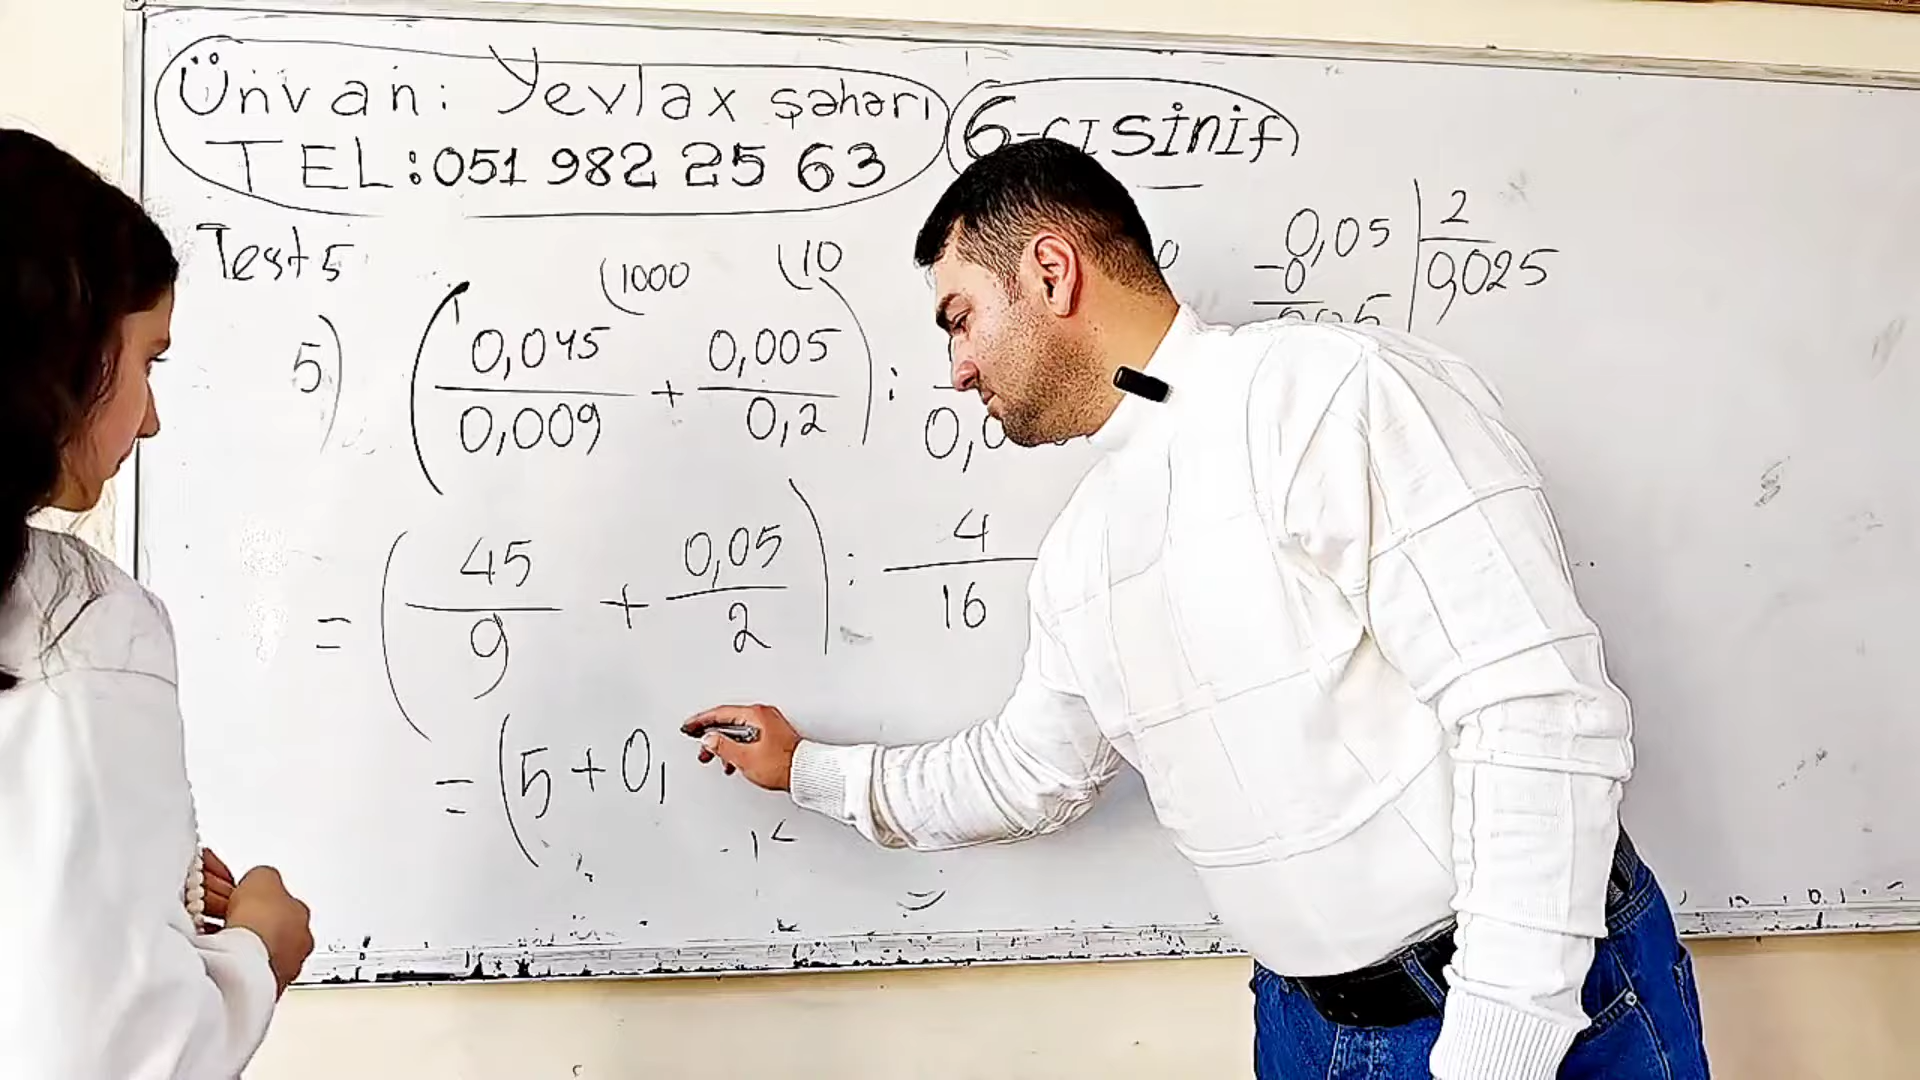 Ünvan: Yevlax şəhəri
TEL: 051 982 25 63
6-cı sinif
Test 5
(1000 (10
5) (0,045/0,009 + 0,005/0,2) :
= (45/9 + 0,05/2) : 4/16
= (5 + 0,
0,05 | 2
-0 | 0,025